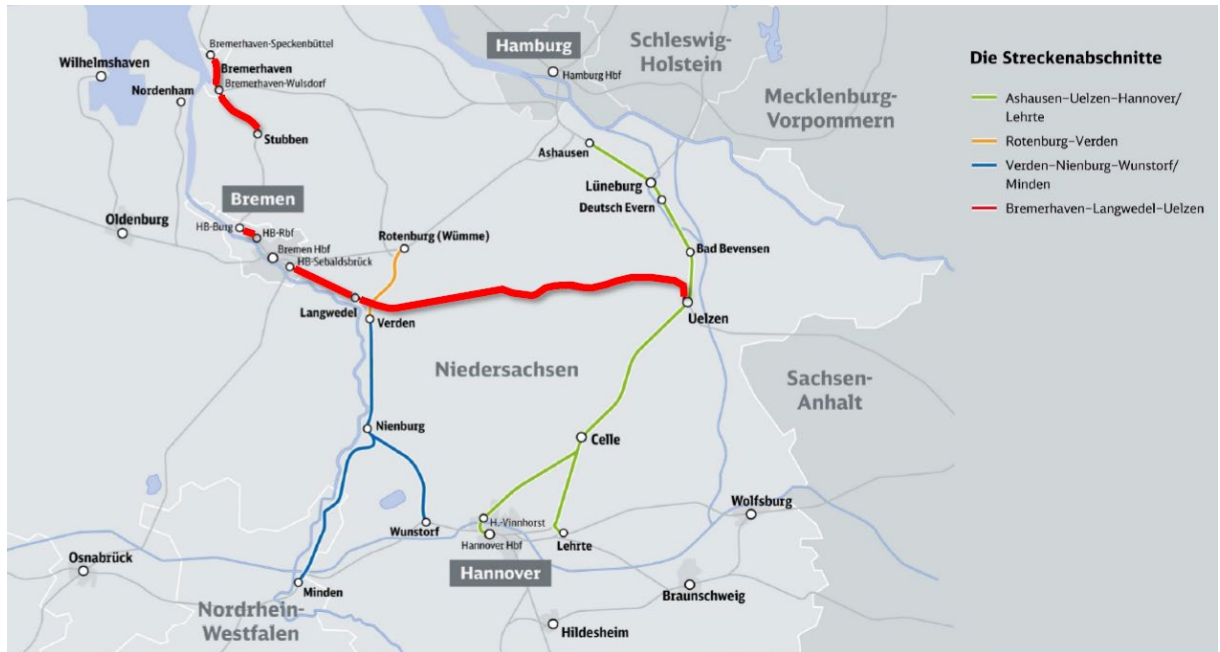 Bremerhaven-Speckenbüttel
Wilhelmshaven
Bremerhaven
Bremerhaven-Wulsdorf
Nordenham
Stubben
Hamburg
Hamburg Hbf
Schleswig-
Holstein
Mecklenburg-
Vorpommern
Ashausen
Lüneburg
Deutsch Evern
Bremen
Oldenburg
HB-Burg
HB-Rbf
Bremen Hbf
HB-Sebaldsbrück
Rotenburg (Wümme)
Bad Bevensen
Langwedel
Verden
Uelzen
Niedersachsen
Sachsen-
Anhalt
Nienburg
Celle
Wunstorf
H.-Vinnhorst
Hannover Hbf
Lehrte
Wolfsburg
Osnabrück
Hannover
Minden
Braunschweig
Nordrhein-
Westfalen
Hildesheim
Die Streckenabschnitte
Ashausen–Uelzen–Hannover/
Lehrte
Rotenburg–Verden
Verden–Nienburg–Wunstorf/
Minden
Bremerhaven–Langwedel–Uelzen